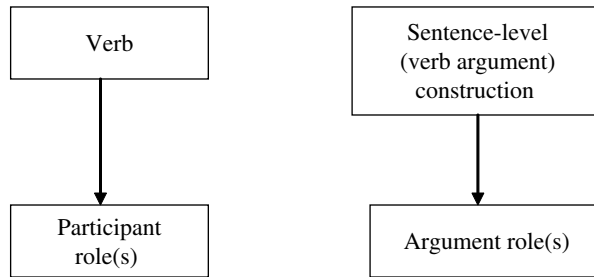 Verb
Sentence-level
(verb argument)
construction
Participant
role(s)
Argument role(s)